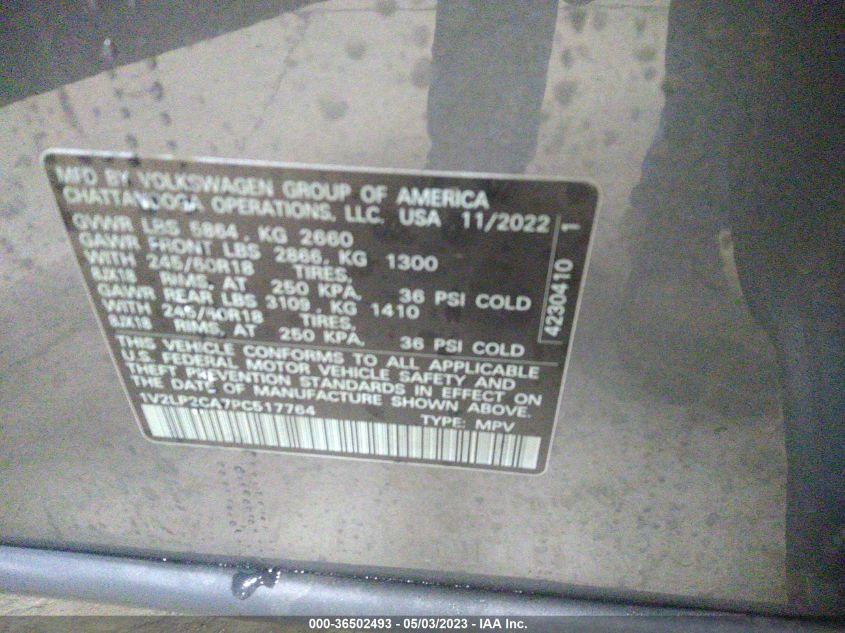 MFD BY VOLKSWAGEN GROUP OF AMERICA
CHATTANOOGA OPERATIONS, LLC. USA 11/2022
GVWR LBS 5864, KG 2660
GAWR FRONT LBS 2866, KG 1300
WITH 245/60R18 TIRES,
8JX18 RIMS, AT 250 KPA, 36 PSI COLD
GAWR REAR LBS 3109, KG 1410
WITH 245/60R18 TIRES,
8JX18 RIMS, AT 250 KPA, 36 PSI COLD
4230410 1
THIS VEHICLE CONFORMS TO ALL APPLICABLE
U.S. FEDERAL MOTOR VEHICLE SAFETY AND
THEFT PREVENTION STANDARDS IN EFFECT ON
THE DATE OF MANUFACTURE SHOWN ABOVE.
1V2LP2CA7PC517764 TYPE: MPV
000-36502493 - 05/03/2023 - IAA Inc.